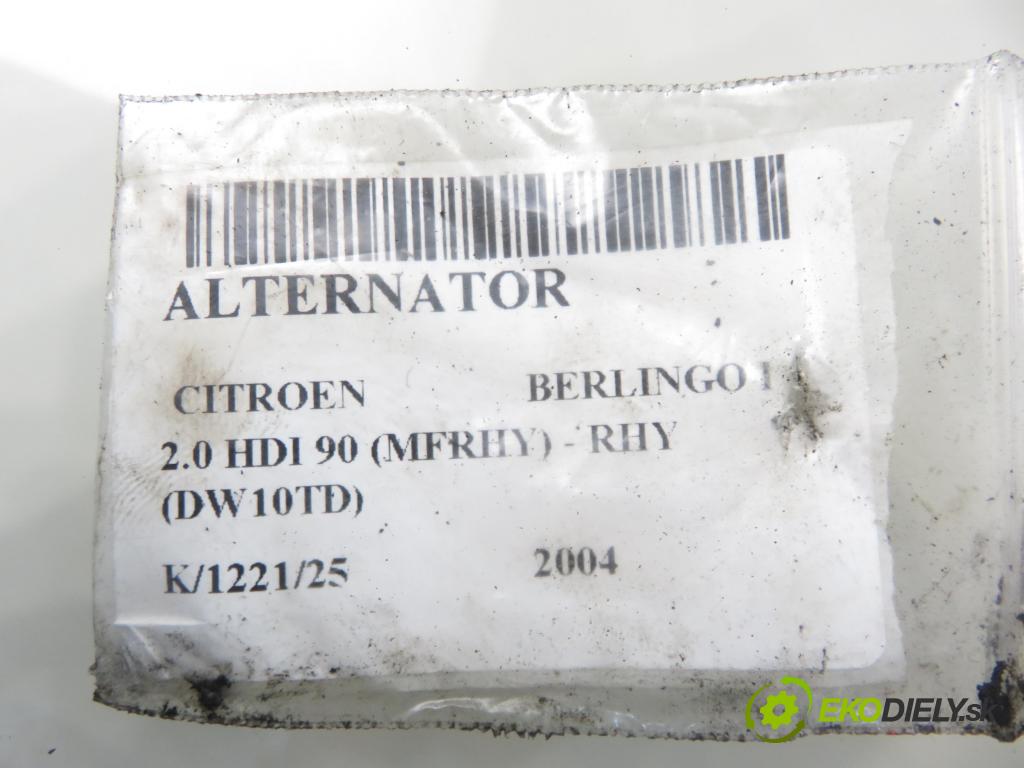 ALTERNATOR
CITROEN BERLINGO I
2.0 HDI 90 (MFRHY) - RHY
(DW10TD)
K/1221/25 2004
EKODIELY.sk